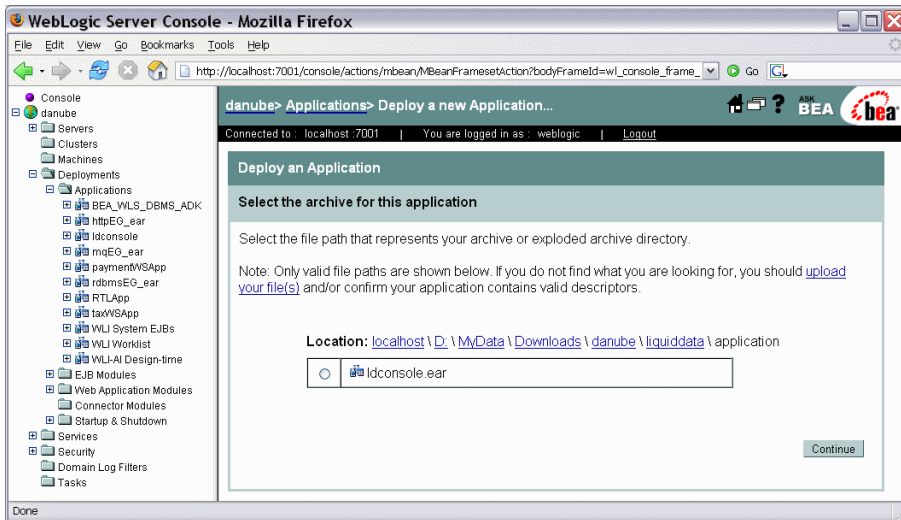 WebLogic Server Console - Mozilla Firefox
File Edit View Go Bookmarks Tools Help
http://localhost:7001/console/actions/mbean/MBeanFramesetAction?bodyFrameId=wl_console_frame_
Go
Console
danube
Servers
Clusters
Machines
Deployments
Applications
BEA_WLS_DBMS_ADK
httpEG_ear
ldconsole
mqEG_ear
paymentWSApp
rdbmsEG_ear
RTLApp
taxWSApp
WLI System EJBs
WLI Worklist
WLI-AI Design-time
EJB Modules
Web Application Modules
Connector Modules
Startup & Shutdown
Services
Security
Domain Log Filters
Tasks
danube> Applications> Deploy a new Application...
? ASK BEA bea
Connected to : localhost :7001 | You are logged in as : weblogic | Logout
Deploy an Application
Select the archive for this application
Select the file path that represents your archive or exploded archive directory.
Note: Only valid file paths are shown below. If you do not find what you are looking for, you should upload
your file(s) and/or confirm your application contains valid descriptors.
Location: localhost \ D: \ MyData \ Downloads \ danube \ liquiddata \ application
ldconsole.ear
Continue
Done